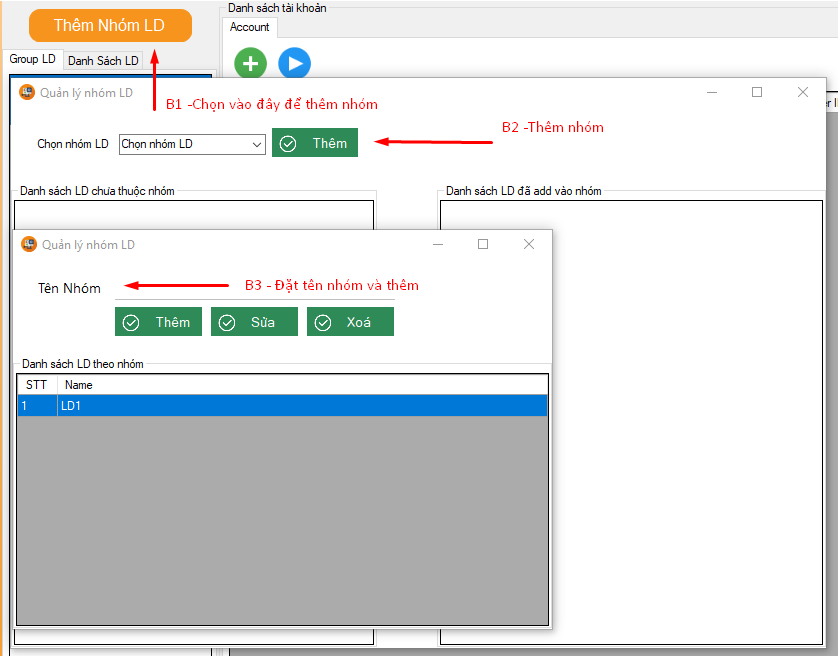 Thêm Nhóm LD
Danh sách tài khoản
Account
Group LD
Danh Sách LD
Quản lý nhóm LD
B1 -Chọn vào đây để thêm nhóm
B2 -Thêm nhóm
Chọn nhóm LD
Chọn nhóm LD
Thêm
Danh sách LD chưa thuộc nhóm
Danh sách LD đã add vào nhóm
Quản lý nhóm LD
Tên Nhóm
B3 - Đặt tên nhóm và thêm
Thêm
Sửa
Xoá
Danh sách LD theo nhóm
STT Name
1 LD1